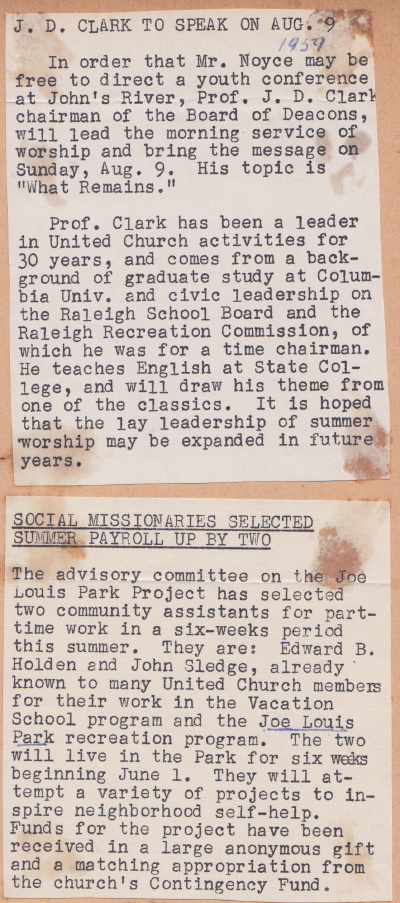 J. D. CLARK TO SPEAK ON AUG. 9
1959
In order that Mr. Noyce may be
free to direct a youth conference
at John's River, Prof. J. D. Clark
chairman of the Board of Deacons,
will lead the morning service of
worship and bring the message on
Sunday, Aug. 9. His topic is
"What Remains."
Prof. Clark has been a leader
in United Church activities for
30 years, and comes from a back-
ground of graduate study at Colum-
bia Univ. and civic leadership on
the Raleigh School Board and the
Raleigh Recreation Commission, of
which he was for a time chairman.
He teaches English at State Col-
lege, and will draw his theme from
one of the classics. It is hoped
that the lay leadership of summer
worship may be expanded in future
years.
SOCIAL MISSIONARIES SELECTED
SUMMER PAYROLL UP BY TWO
The advisory committee on the Joe
Louis Park Project has selected
two community assistants for part-
time work in a six-weeks period
this summer. They are: Edward B.
Holden and John Sledge, already
known to many United Church members
for their work in the Vacation
School program and the Joe Louis
Park recreation program. The two
will live in the Park for six weeks
beginning June 1. They will at-
tempt a variety of projects to in-
spire neighborhood self-help.
Funds for the project have been
received in a large anonymous gift
and a matching appropriation from
the church's Contingency Fund.